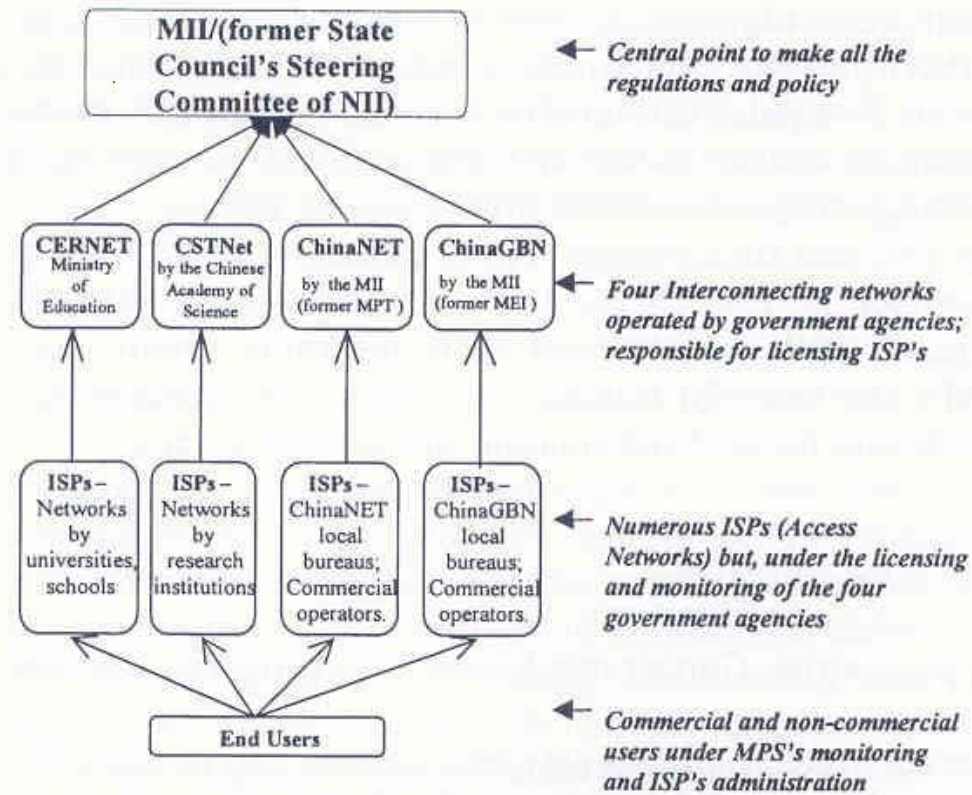 MII/(former State
Council's Steering
Committee of NII)
Central point to make all the
regulations and policy
CERNET
Ministry
of
Education
CSTNet
by the Chinese
Academy of
Science
ChinaNET
by the MII
(former MPT)
ChinaGBN
by the MII
(former MEI)
Four Interconnecting networks
operated by government agencies;
responsible for licensing ISP's
ISPs–
Networks
by
universities,
schools
ISPs–
Networks
by
research
institutions
ISPs–
ChinaNET
local
bureaus;
Commercial
operators.
ISPs–
ChinaGBN
local
bureaus;
Commercial
operators.
Numerous ISPs (Access
Networks) but, under the licensing
and monitoring of the four
government agencies
End Users
Commercial and non-commercial
users under MPS's monitoring
and ISP's administration